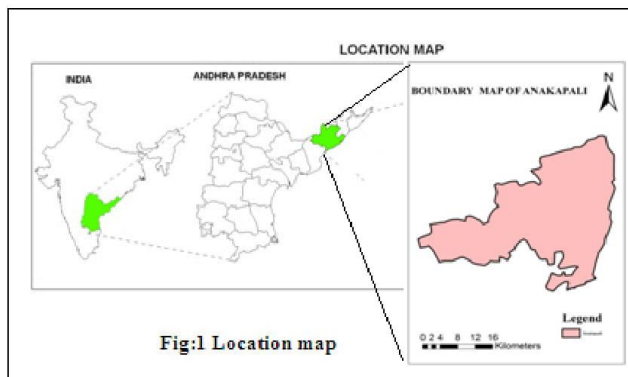 LOCATION MAP
INDIA
ANDHRA PRADESH
BOUNDARY MAP OF ANAKAPALI
N
Legend
0 2 4 8 12 16
Kilometers
Fig:1 Location map